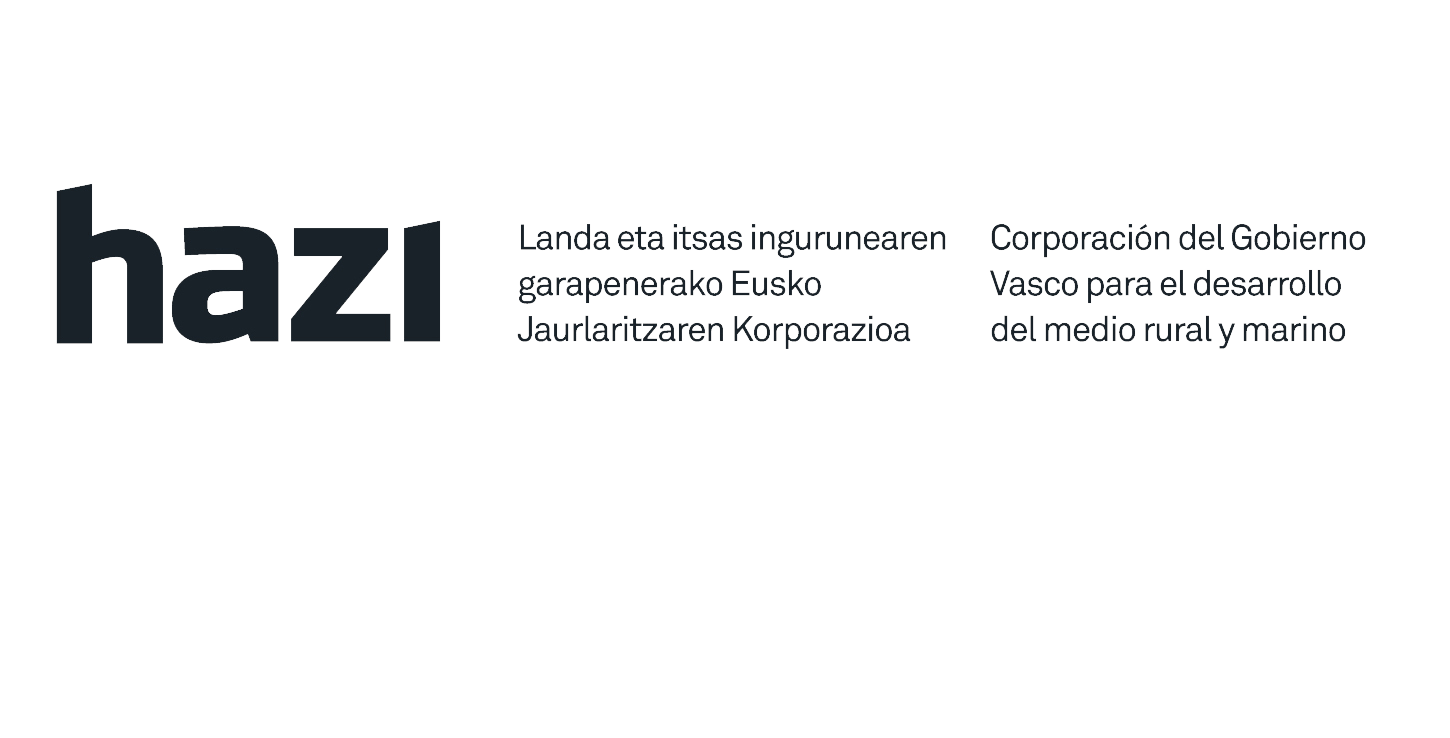 hazi
Landa eta itsas ingurunearen
garapenerako Eusko
Jaurlaritzaren Korporazioa
Corporación del Gobierno
Vasco para el desarrollo
del medio rural y marino